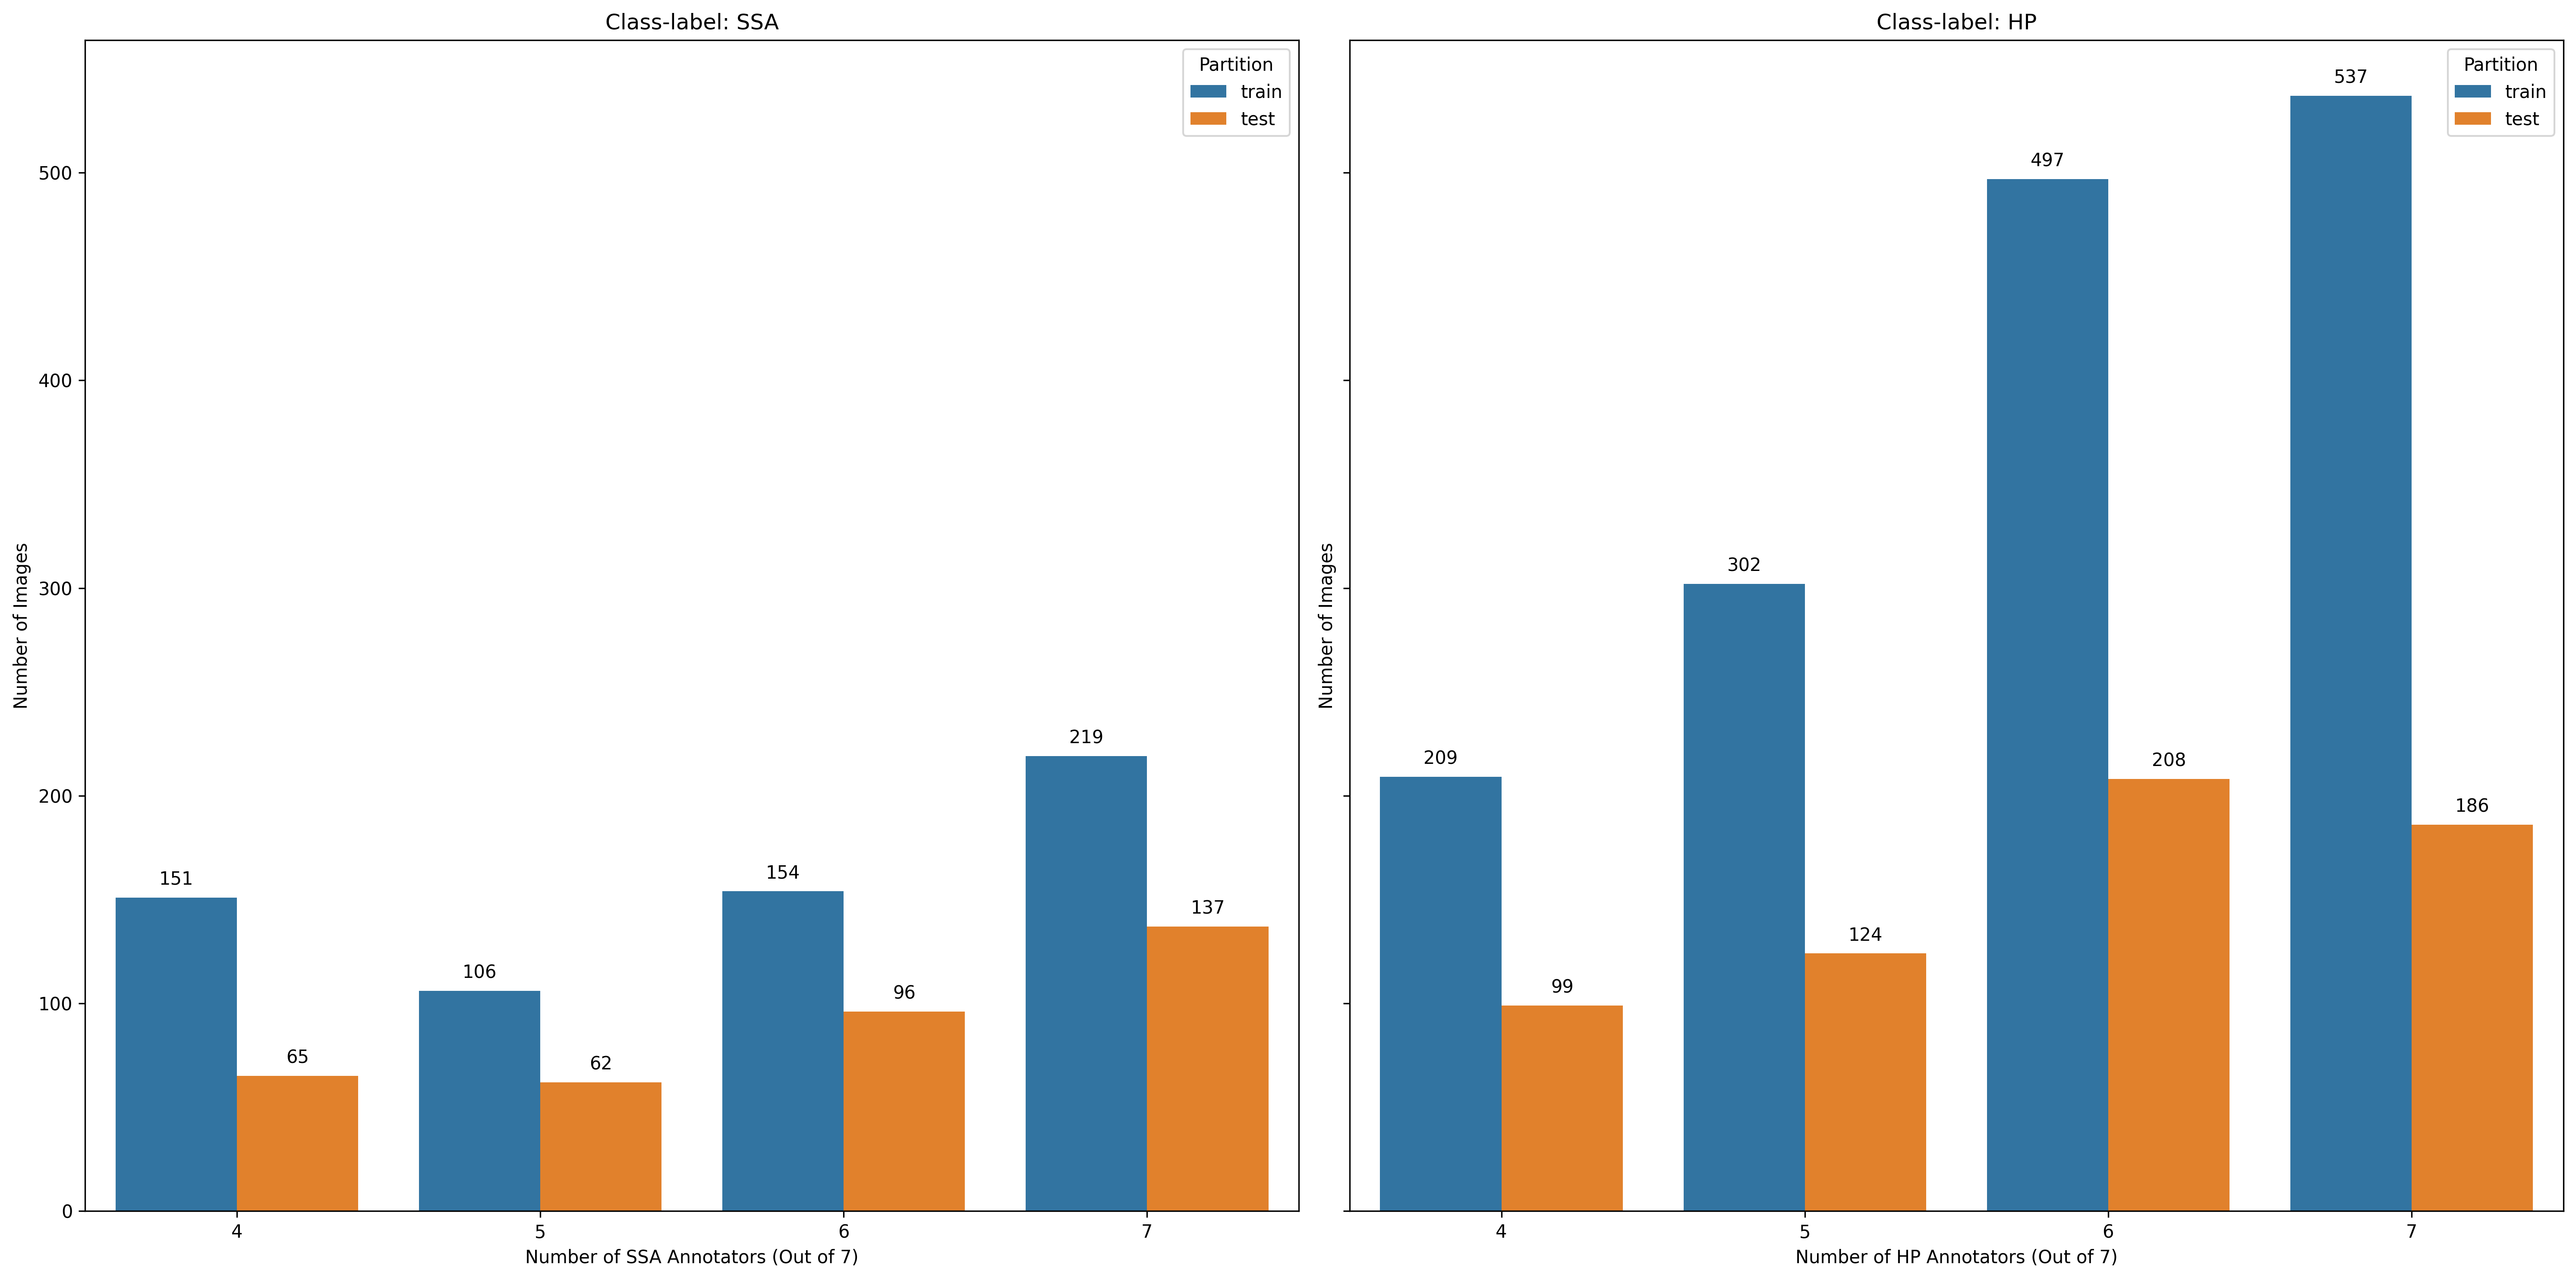 Class-label: SSA
Partition
train
test
Number of Images
500
400
300
200
100
0
151
65
106
62
154
96
219
137
4
5
6
7
Number of SSA Annotators (Out of 7)
Class-label: HP
Partition
train
test
Number of Images
209
99
302
124
497
208
537
186
4
5
6
7
Number of HP Annotators (Out of 7)